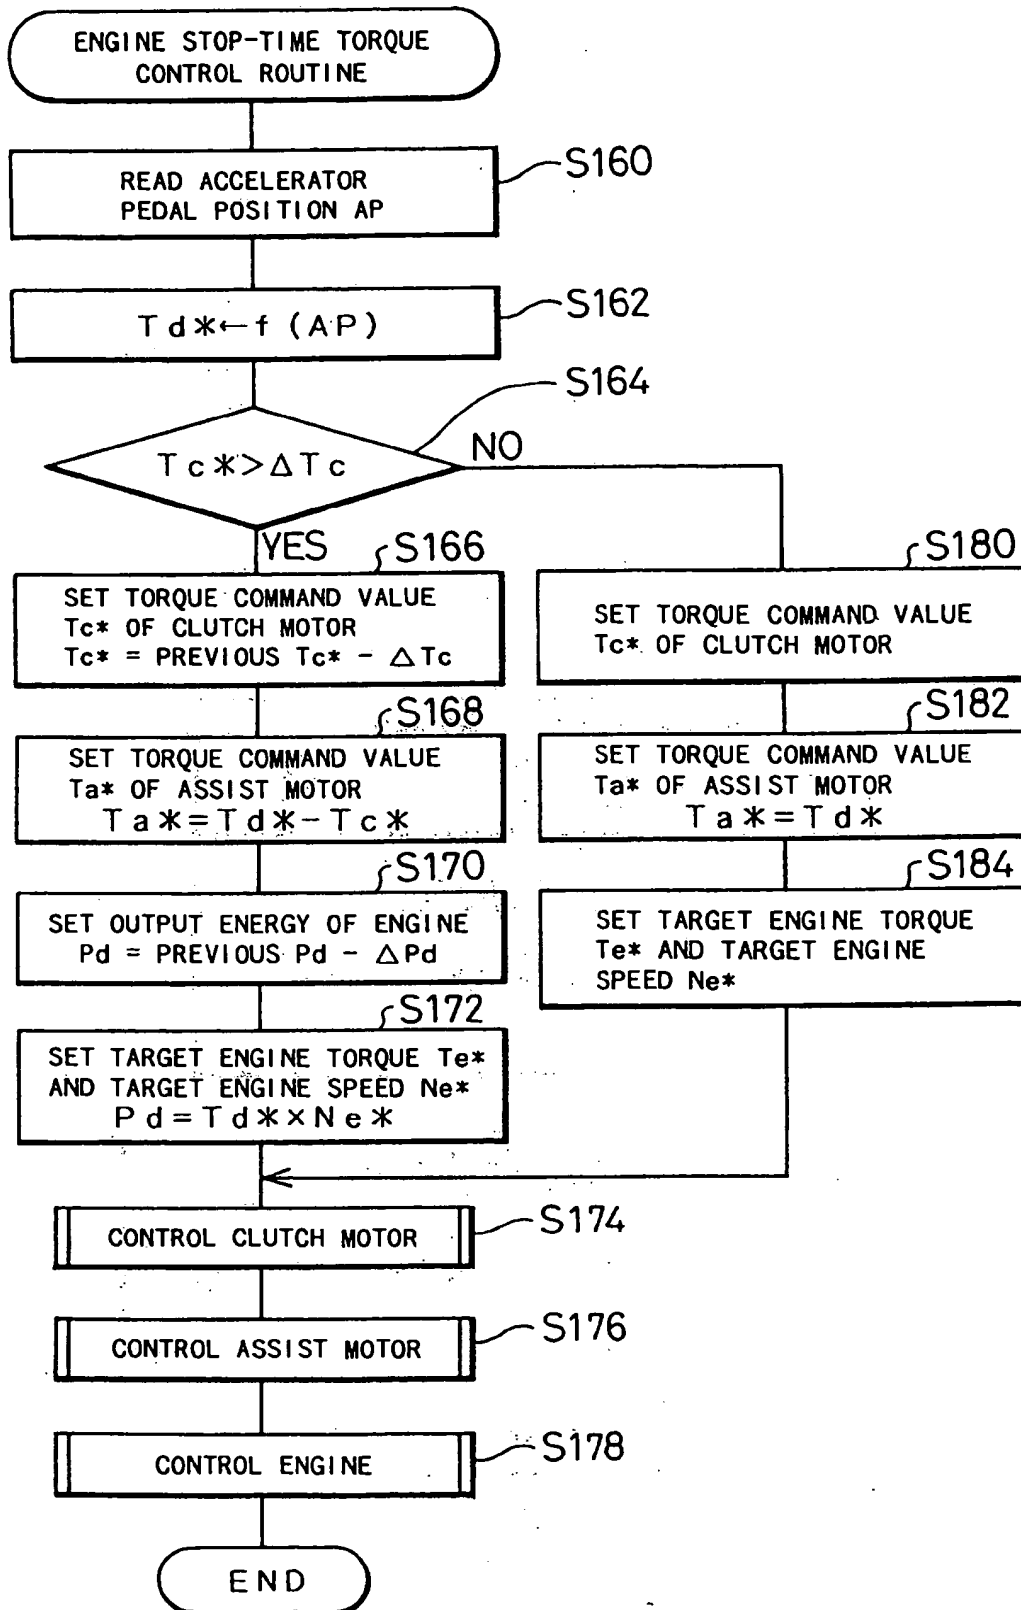 ENGINE STOP-TIME TORQUE
CONTROL ROUTINE
S160
READ ACCELERATOR
PEDAL POSITION AP
S162
Td*←f(AP)
S164
Tc*>△Tc
NO
YES
S166
SET TORQUE COMMAND VALUE
Tc* OF CLUTCH MOTOR
Tc* = PREVIOUS Tc* - △Tc
S168
SET TORQUE COMMAND VALUE
Ta* OF ASSIST MOTOR
Ta*=Td*-Tc*
S170
SET OUTPUT ENERGY OF ENGINE
Pd = PREVIOUS Pd - △Pd
S172
SET TARGET ENGINE TORQUE Te*
AND TARGET ENGINE SPEED Ne*
Pd=Td*×Ne*
S180
SET TORQUE COMMAND VALUE
Tc* OF CLUTCH MOTOR
S182
SET TORQUE COMMAND VALUE
Ta* OF ASSIST MOTOR
Ta*=Td*
S184
SET TARGET ENGINE TORQUE
Te* AND TARGET ENGINE
SPEED Ne*
S174
CONTROL CLUTCH MOTOR
S176
CONTROL ASSIST MOTOR
S178
CONTROL ENGINE
END